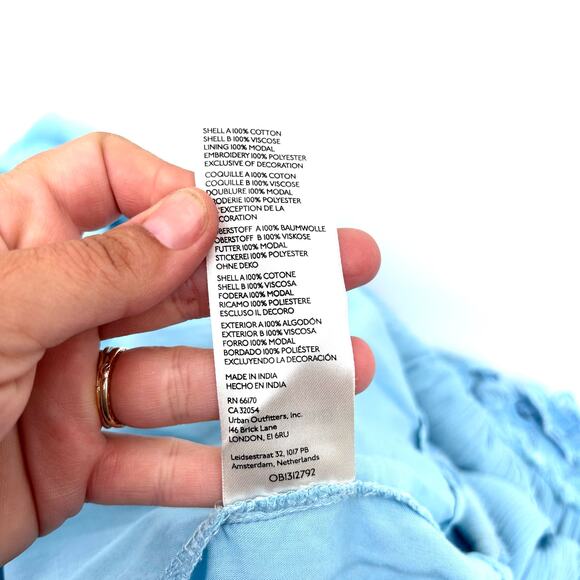 SHELL A 100% COTTON
SHELL B 100% VISCOSE
LINING 100% MODAL
EMBROIDERY 100% POLYESTER
EXCLUSIVE OF DECORATION
COQUILLE A 100% COTON
COQUILLE B 100% VISCOSE
DOUBLURE 100% MODAL
BRODERIE 100% POLYESTER
L'EXCEPTION DE LA
OBERSTOFF A 100% BAUMWOLLE
OBERSTOFF B 100% VISKOSE
FUTTER 100% MODAL
STICKEREI 100% POLYESTER
OHNE DEKO
SHELL A 100% COTONE
SHELL B 100% VISCOSA
FODERA 100% MODAL
RICAMO 100% POLIESTERE
ESCLUSO IL DECORO
EXTERIOR A 100% ALGODÓN
EXTERIOR B 100% VISCOSA
FORRO 100% MODAL
BORDADO 100% POLIÉSTER
EXCLUYENDO LA DECORACIÓN
MADE IN INDIA
HECHO EN INDIA
RN 66170
CA 32054
Urban Outfitters, Inc.
146 Brick Lane
LONDON, E1 6RU
Leidsestraat 32, 1017 PB
Amsterdam, Netherlands
OB1312792